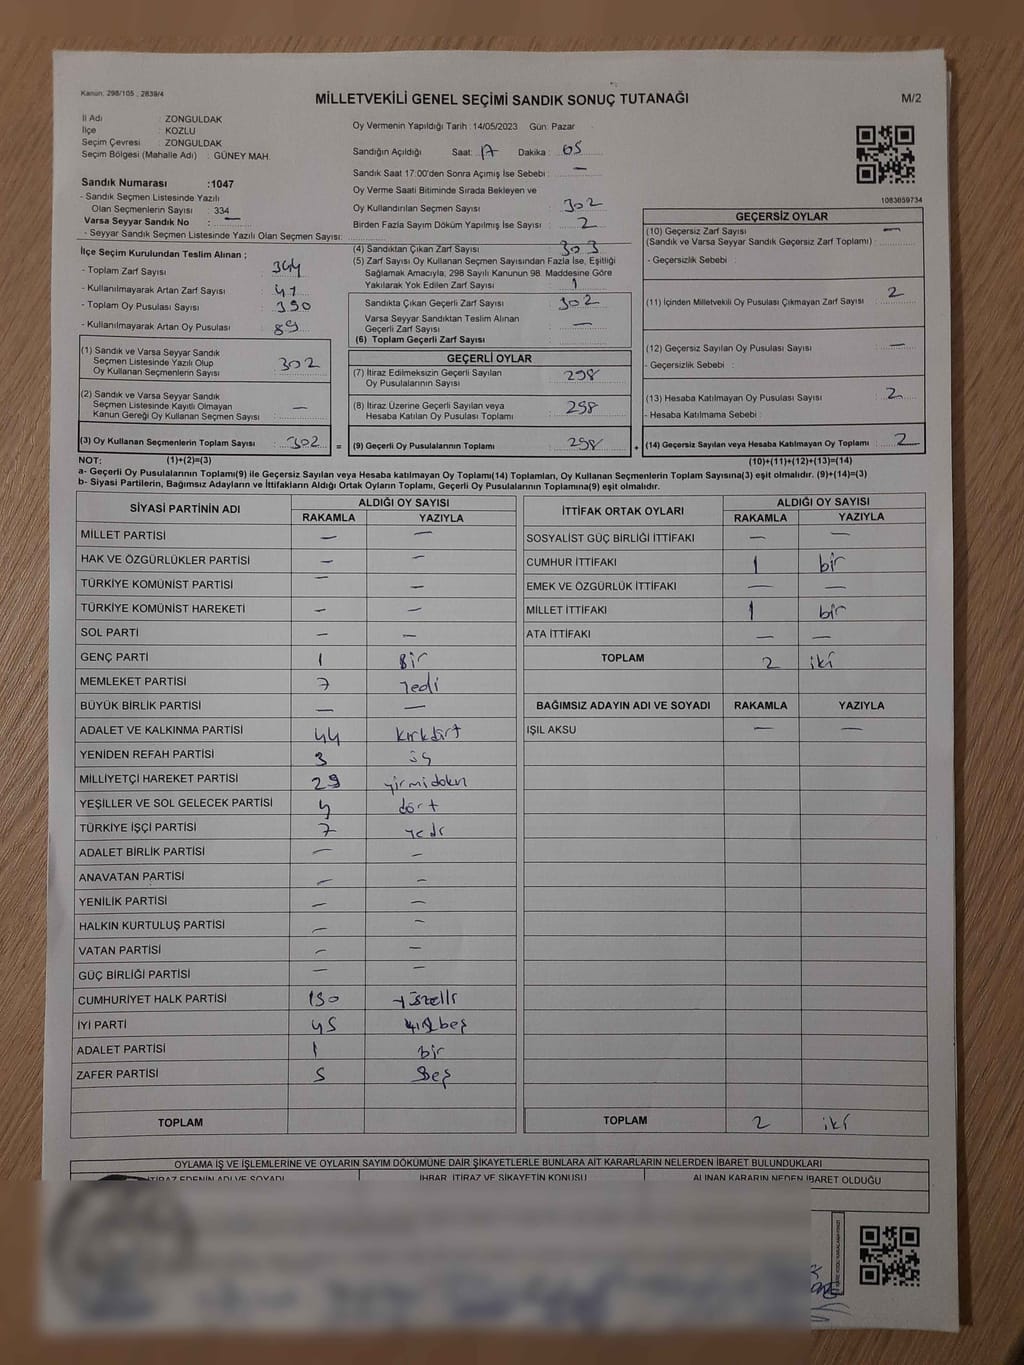 Kanun: 298/105 , 2839/4
MİLLETVEKİLİ GENEL SEÇİMİ SANDIK SONUÇ TUTANAĞI
M/2
İl Adı : ZONGULDAK
İlçe : KOZLU
Seçim Çevresi : ZONGULDAK
Seçim Bölgesi (Mahalle Adı) : GÜNEY MAH.
Oy Vermenin Yapıldığı Tarih : 14/05/2023 Gün: Pazar
Sandığın Açıldığı Saat: 17 Dakika : 05
Sandık Saat 17:00'den Sonra Açımış İse Sebebi : —
Oy Verme Saati Bitiminde Sırada Bekleyen ve
Oy Kullandırılan Seçmen Sayısı : 302
Birden Fazla Sayım Döküm Yapılmış İse Sayısı : 2
Sandık Numarası :1047
- Sandık Seçmen Listesinde Yazılı
Olan Seçmenlerin Sayısı : 334
Varsa Seyyar Sandık No : —
- Seyyar Sandık Seçmen Listesinde Yazılı Olan Seçmen Sayısı:
1083059734
İlçe Seçim Kurulundan Teslim Alınan ;
- Toplam Zarf Sayısı : 344
- Kullanılmayarak Artan Zarf Sayısı : 41
- Toplam Oy Pusulası Sayısı : 390
- Kullanılmayarak Artan Oy Pusulası : 89
(1) Sandık ve Varsa Seyyar Sandık
Seçmen Listesinde Yazılı Olup
Oy Kullanan Seçmenlerin Sayısı : 302
(2) Sandık ve Varsa Seyyar Sandık
Seçmen Listesinde Kayıtlı Olmayan
Kanun Gereği Oy Kullanan Seçmen Sayısı : —
(3) Oy Kullanan Seçmenlerin Toplam Sayısı : 302 =
(4) Sandıktan Çıkan Zarf Sayısı : 303
(5) Zarf Sayısı Oy Kullanan Seçmen Sayısından Fazla İse, Eşitliği
Sağlamak Amacıyla, 298 Sayılı Kanunun 98. Maddesine Göre
Yakılarak Yok Edilen Zarf Sayısı : 1
Sandıkta Çıkan Geçerli Zarf Sayısı : 302
Varsa Seyyar Sandıktan Teslim Alınan
Geçerli Zarf Sayısı : —
(6) Toplam Geçerli Zarf Sayısı :
GEÇERLİ OYLAR
(7) İtiraz Edilmeksizin Geçerli Sayılan
Oy Pusulalarının Sayısı : 298
(8) İtiraz Üzerine Geçerli Sayılan veya
Hesaba Katılan Oy Pusulası Toplamı : 298
(9) Geçerli Oy Pusulalarının Toplamı : 298 +
GEÇERSİZ OYLAR
(10) Geçersiz Zarf Sayısı —
(Sandık ve Varsa Seyyar Sandık Geçersiz Zarf Toplamı) :
- Geçersizlik Sebebi :
(11) İçinden Milletvekili Oy Pusulası Çıkmayan Zarf Sayısı : 2
(12) Geçersiz Sayılan Oy Pusulası Sayısı : —
- Geçersizlik Sebebi :
(13) Hesaba Katılmayan Oy Pusulası Sayısı : 2
- Hesaba Katılmama Sebebi :
(14) Geçersiz Sayılan veya Hesaba Katılmayan Oy Toplamı : 2
NOT: (1)+(2)=(3)
(10)+(11)+(12)+(13)=(14)
a- Geçerli Oy Pusulalarının Toplamı(9) ile Geçersiz Sayılan veya Hesaba katılmayan Oy Toplamı(14) Toplamları, Oy Kullanan Seçmenlerin Toplam Sayısına(3) eşit olmalıdır. (9)+(14)=(3)
b- Siyasi Partilerin, Bağımsız Adayların ve İttifakların Aldığı Ortak Oyların Toplamı, Geçerli Oy Pusulalarının Toplamına(9) eşit olmalıdır.
SİYASİ PARTİNİN ADI ALDIĞI OY SAYISI
RAKAMLA YAZIYLA
MİLLET PARTİSİ — —
HAK VE ÖZGÜRLÜKLER PARTİSİ — —
TÜRKİYE KOMÜNİST PARTİSİ — —
TÜRKİYE KOMÜNİST HAREKETİ — —
SOL PARTİ — —
GENÇ PARTİ 1 Bir
MEMLEKET PARTİSİ 7 Yedi
BÜYÜK BİRLİK PARTİSİ — —
ADALET VE KALKINMA PARTİSİ 44 kırkdört
YENİDEN REFAH PARTİSİ 3 üç
MİLLİYETÇİ HAREKET PARTİSİ 29 yirmidokuz
YEŞİLLER VE SOL GELECEK PARTİSİ 4 dört
TÜRKİYE İŞÇİ PARTİSİ 7 yedi
ADALET BİRLİK PARTİSİ — —
ANAVATAN PARTİSİ — —
YENİLİK PARTİSİ — —
HALKIN KURTULUŞ PARTİSİ — —
VATAN PARTİSİ — —
GÜÇ BİRLİĞİ PARTİSİ — —
CUMHURİYET HALK PARTİSİ 150 yüzelli
İYİ PARTİ 45 kırkbeş
ADALET PARTİSİ 1 bir
ZAFER PARTİSİ 5 Beş
TOPLAM
İTTİFAK ORTAK OYLARI ALDIĞI OY SAYISI
RAKAMLA YAZIYLA
SOSYALİST GÜÇ BİRLİĞİ İTTİFAKI — —
CUMHUR İTTİFAKI 1 bir
EMEK VE ÖZGÜRLÜK İTTİFAKI — —
MİLLET İTTİFAKI 1 bir
ATA İTTİFAKI — —
TOPLAM 2 iki
BAĞIMSIZ ADAYIN ADI VE SOYADI RAKAMLA YAZIYLA
IŞIL AKSU — —
TOPLAM 2 iki
OYLAMA İŞ VE İŞLEMLERİNE VE OYLARIN SAYIM DÖKÜMÜNE DAİR ŞİKAYETLERLE BUNLARA AİT KARARLARIN NELERDEN İBARET BULUNDUKLARI
İTİRAZ EDENİN ADI VE SOYADI İHBAR, İTİRAZ VE ŞİKAYETİN KONUSU ALINAN KARARIN NEDEN İBARET OLDUĞU